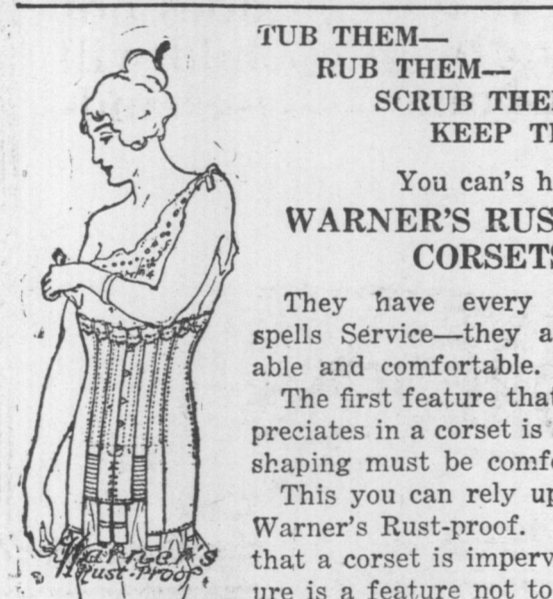 TUB THEM—
RUB THEM—
SCRUB THE
KEEP T
You can's h
WARNER'S RUS
CORSETS
They have every
spells Service—they a
able and comfortable.
The first feature that
preciates in a corset is
shaping must be comf
This you can rely up
Warner's Rust-proof.
that a corset is imperv
ure is a feature not to
Warner's
Rust-Proof